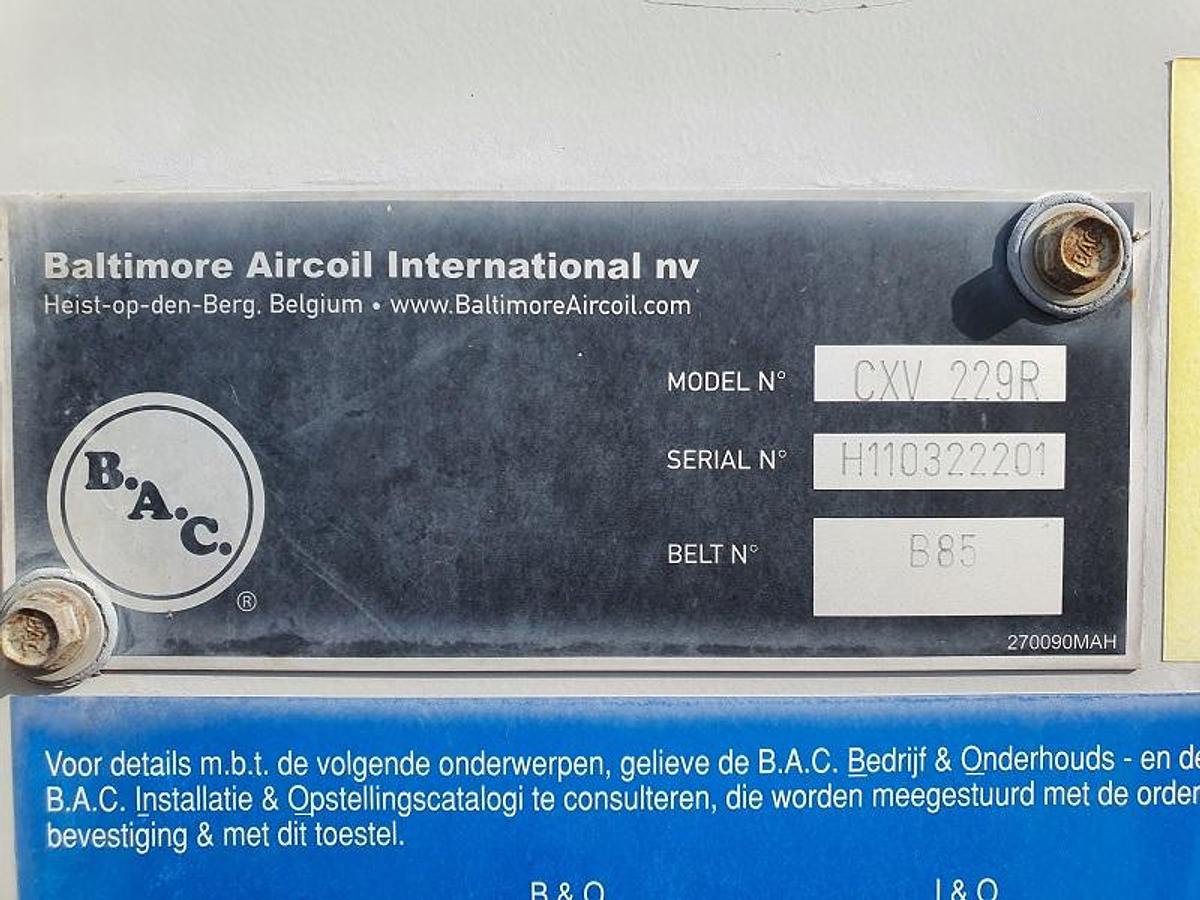 Baltimore Aircoil International nv
Heist-op-den-Berg, Belgium • www.BaltimoreAircoil.com
BAC
MODEL N° CXV 229R
SERIAL N° H110322201
B.A.C.
®
BELT N° B85
BAC
270090MAH
Voor details m.b.t. de volgende onderwerpen, gelieve de B.A.C. Bedrijf & Onderhouds - en de
B.A.C. Installatie & Opstellingscatalogi te consulteren, die worden meegestuurd met de order
bevestiging & met dit toestel.
B & O I & O